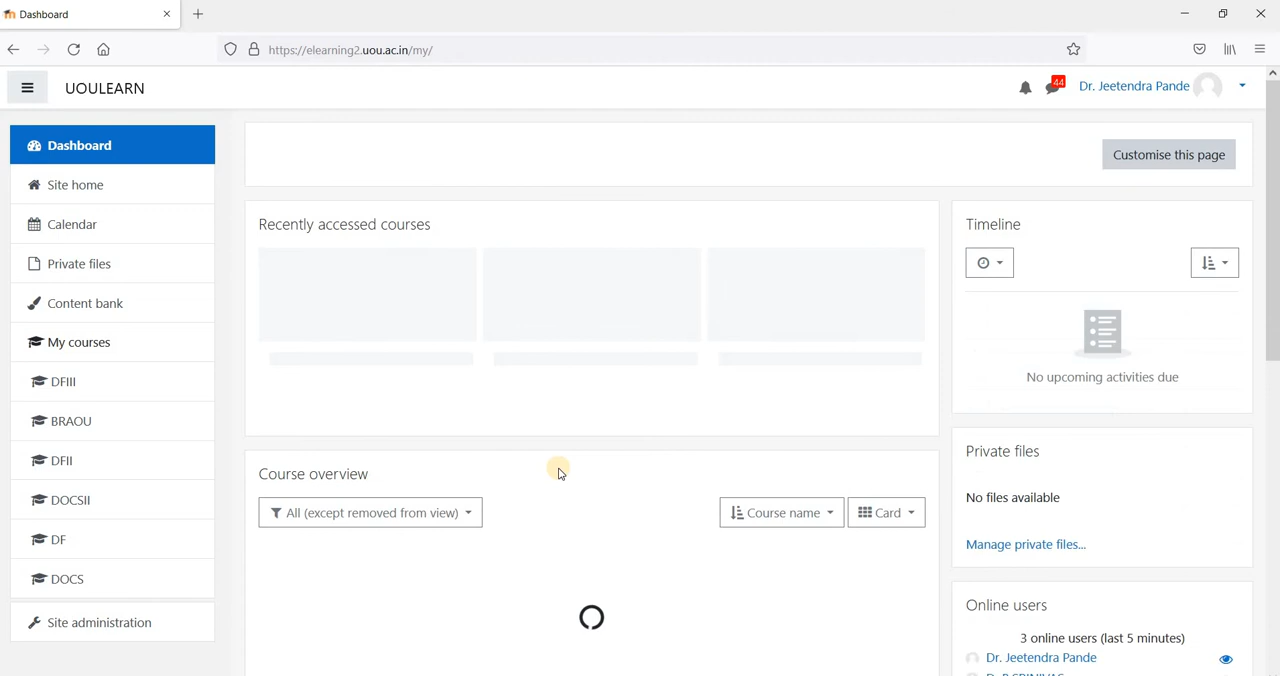 Dashboard
https://elearning2.uou.ac.in/my/
UOULEARN
44
Dr. Jeetendra Pande
Dashboard
Site home
Calendar
Private files
Content bank
My courses
DFIII
BRAOU
DFII
DOCSII
DF
DOCS
Site administration
Customise this page
Recently accessed courses
Course overview
All (except removed from view)
Course name
Card
Timeline
No upcoming activities due
Private files
No files available
Manage private files...
Online users
3 online users (last 5 minutes)
Dr. Jeetendra Pande